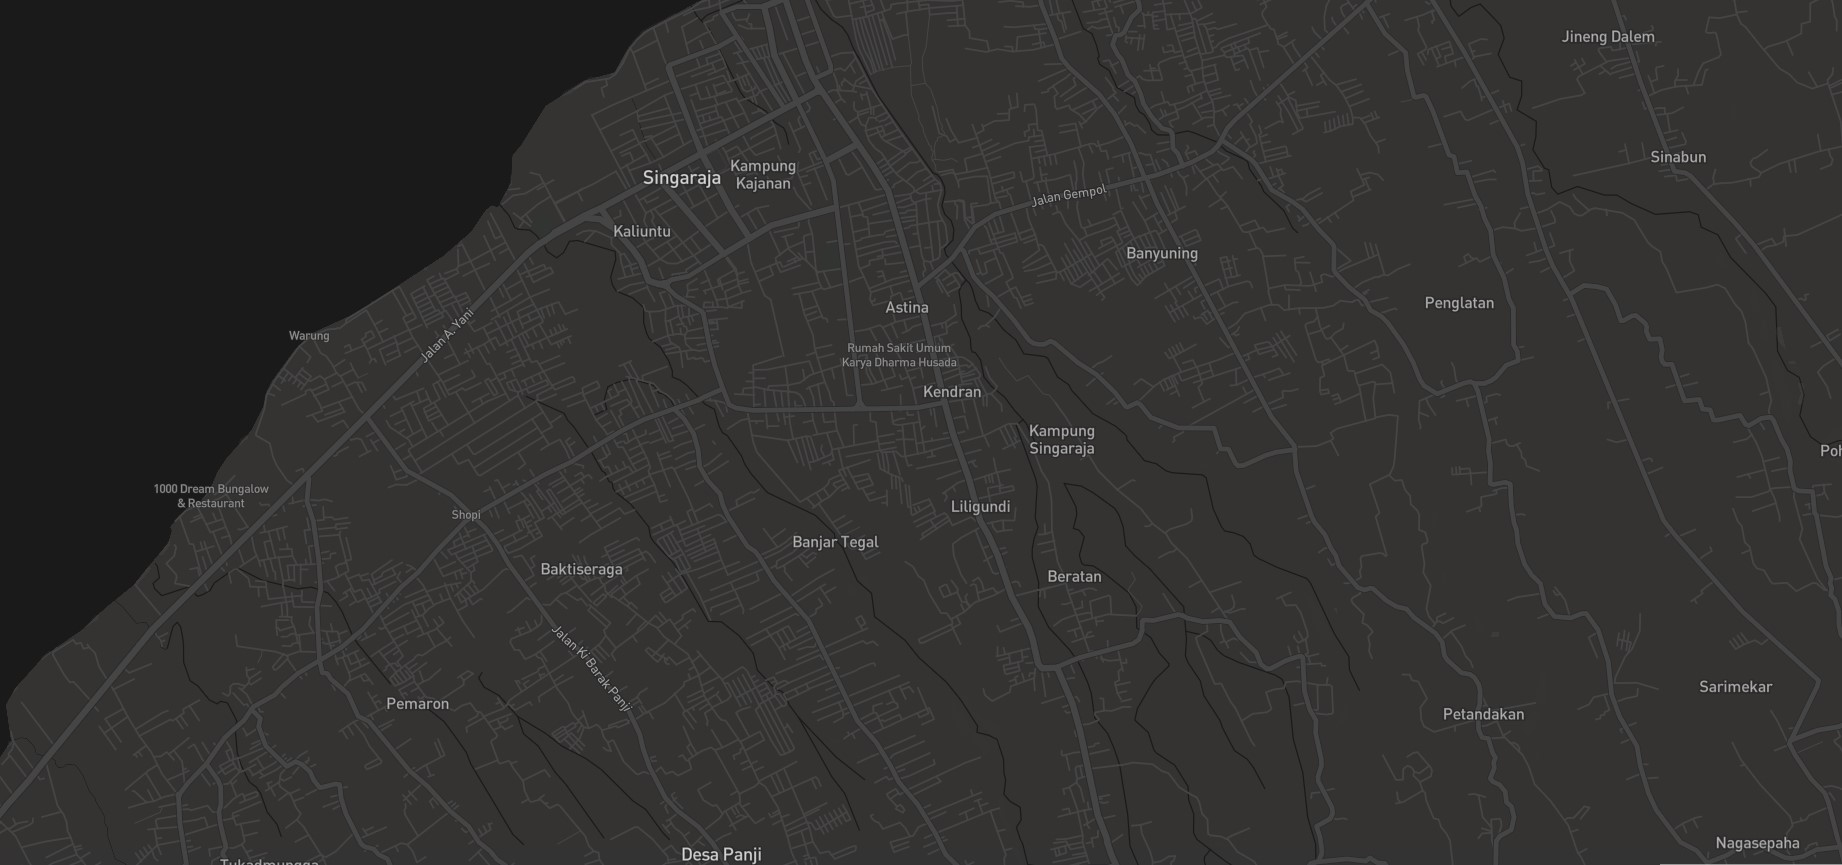 Jineng Dalem
Sinabun
Kampung
Kajanan
Singaraja
Jalan Gempol
Kaliuntu
Banyuning
Penglatan
Astina
Jalan A. Yani
Warung
Rumah Sakit Umum
Karya Dharma Husada
Kendran
Kampung
Singaraja
Poh
1000 Dream Bungalow
& Restaurant
Shopi
Liligundi
Banjar Tegal
Baktiseraga
Beratan
Jalan Ki Barak Panji
Pemaron
Sarimekar
Petandakan
Nagasepaha
Desa Panji
Tukadmungga